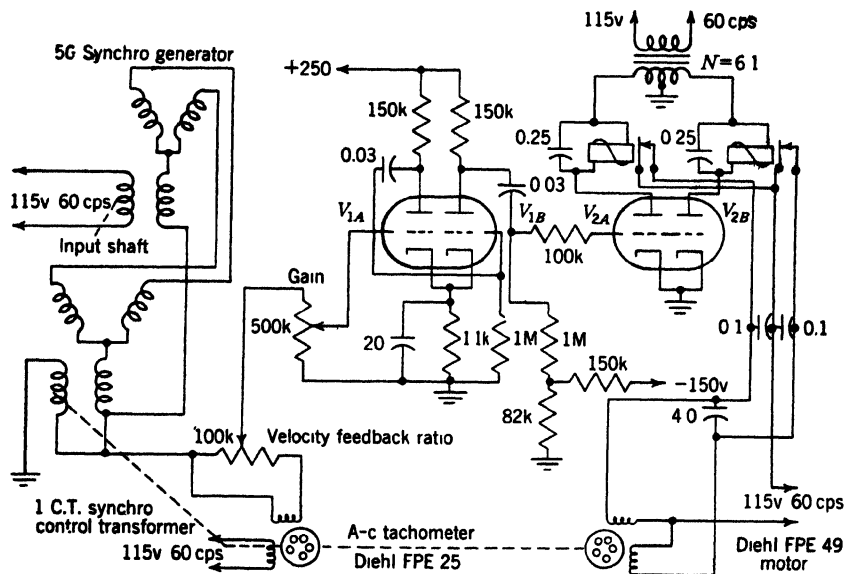 115v 60 cps
5G Synchro generator
N=6 1
+250
150k 150k
0.25 0 25
0.03
0 03
115v 60 cps
V1A V1B V2A V2B
Input shaft
100k
Gain
500k
20 1 1k 1M 1M
0 1 0.1
150k
−150v
82k
4 0
100k Velocity feedback ratio
1 C.T. synchro
control transformer
115v 60 cps
115v 60 cps
A-c tachometer
Diehl FPE 25
Diehl FPE 49
motor